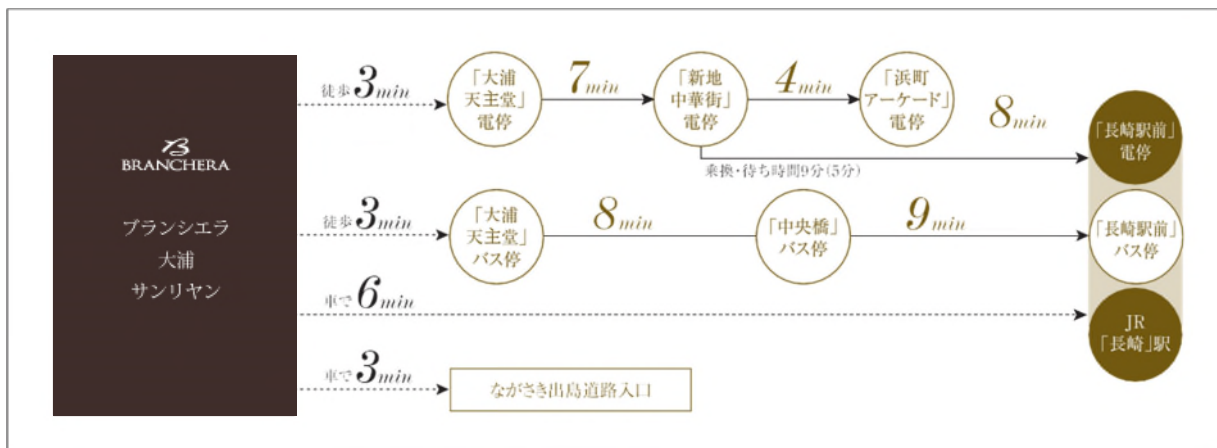 BRANCHERA
ブランシエラ
大浦
サンリヤン
徒歩3min
「大浦
天主堂」
電停
7min
「新地
中華街」
電停
4min
「浜町
アーケード」
電停
8min
「長崎駅前」
電停
乗換・待ち時間9分(5分)
徒歩3min
「大浦
天主堂」
バス停
8min
「中央橋」
バス停
9min
「長崎駅前」
バス停
車で6min
JR
「長崎」駅
車で3min
ながさき出島道路入口